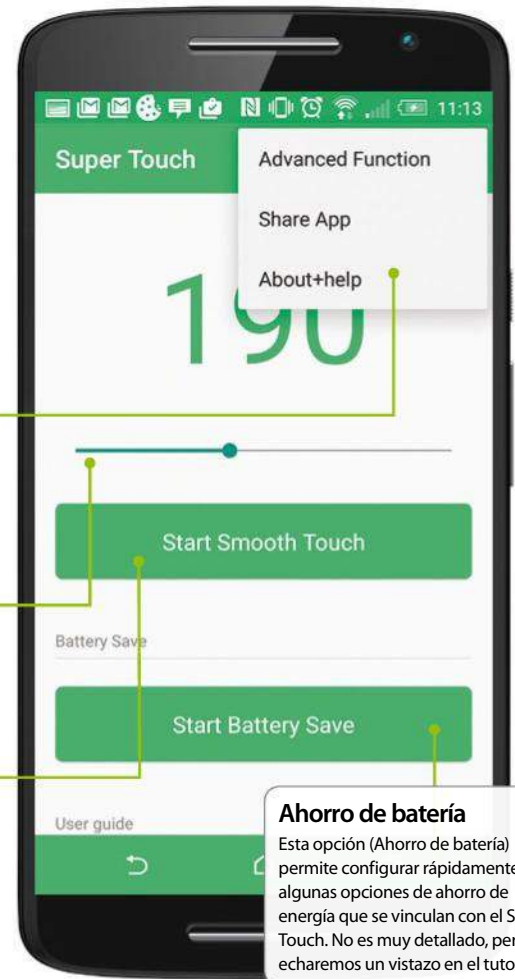 11:13
Super Touch
Advanced Function
Share App
About+help
190
Start Smooth Touch
Battery Save
Start Battery Save
User guide
Ahorro de batería
Esta opción (Ahorro de batería)
permite configurar rápidamente
algunas opciones de ahorro de
energía que se vinculan con el
Touch. No es muy detallado,
echaremos un vistazo en el